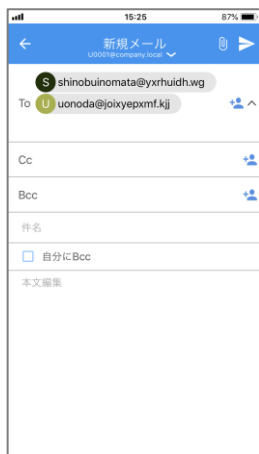 15:25 87%
新規メール
U0001@company.local
S shinobuinomata@yxrhuidh.wg
To U uonoda@joixyepxmf.kjj
Cc
Bcc
件名
自分にBcc
本文編集